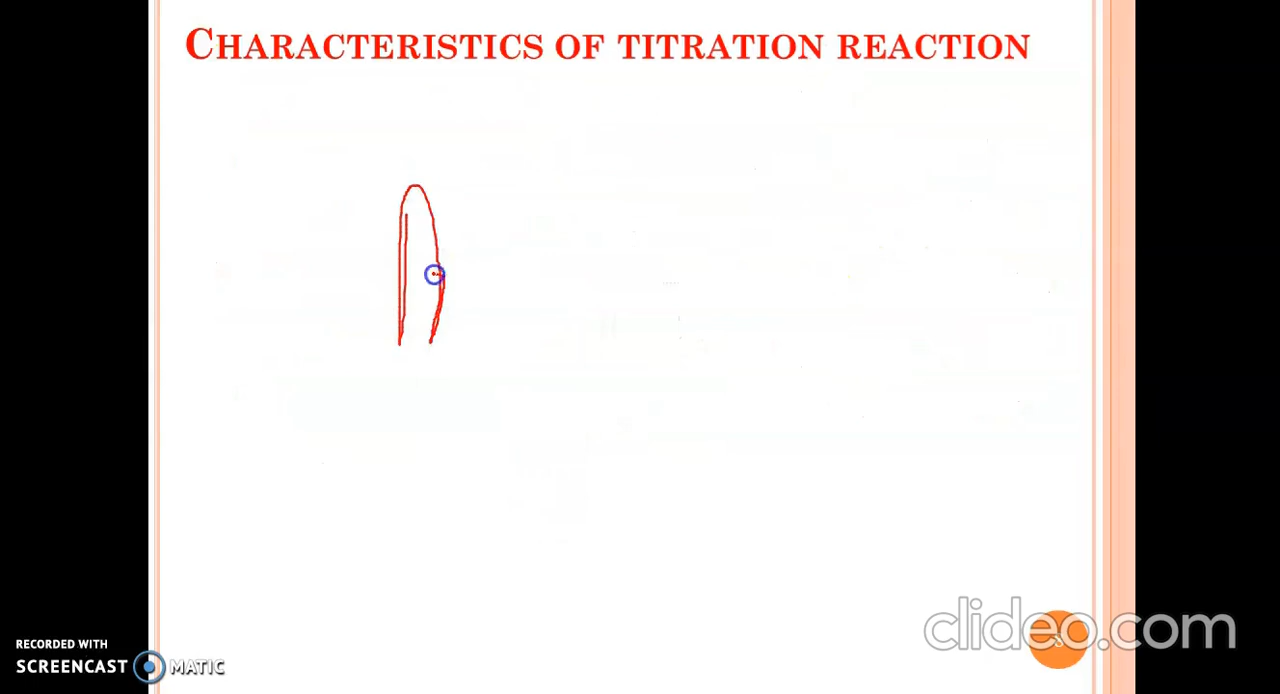 CHARACTERISTICS OF TITRATION REACTION
RECORDED WITH
SCREENCAST MATIC
clideo.com